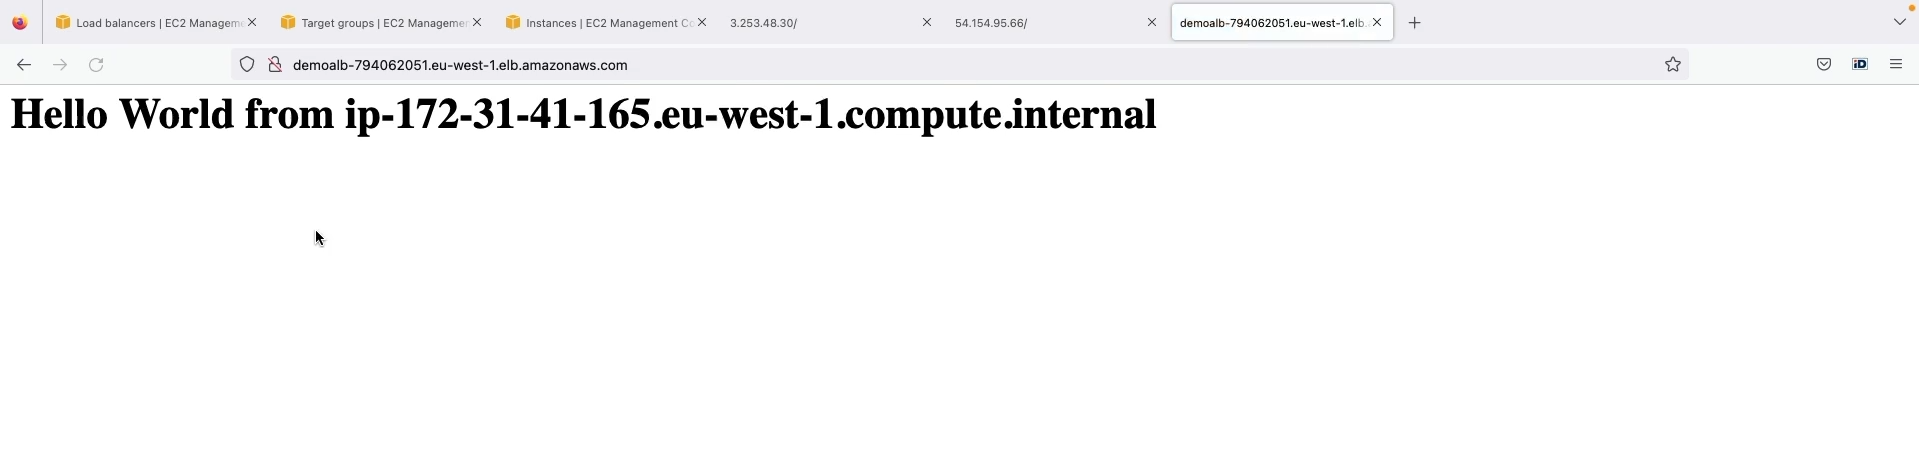 Load balancers | EC2 Managem
Target groups | EC2 Manageme
Instances | EC2 Management Co
3.253.48.30/
54.154.95.66/
demoalb-794062051.eu-west-1.elb.
demoalb-794062051.eu-west-1.elb.amazonaws.com
iD
Hello World from ip-172-31-41-165.eu-west-1.compute.internal